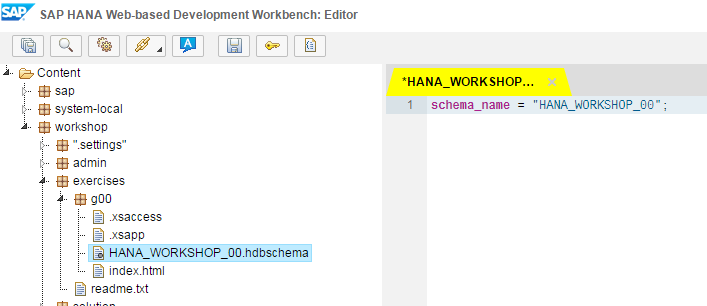 SAP SAP HANA Web-based Development Workbench: Editor
A
Content
sap
system-local
workshop
".settings"
admin
exercises
g00
.xsaccess
.xsapp
HANA_WORKSHOP_00.hdbschema
index.html
readme.txt
*HANA_WORKSHOP... ×
1 schema_name = "HANA_WORKSHOP_00";